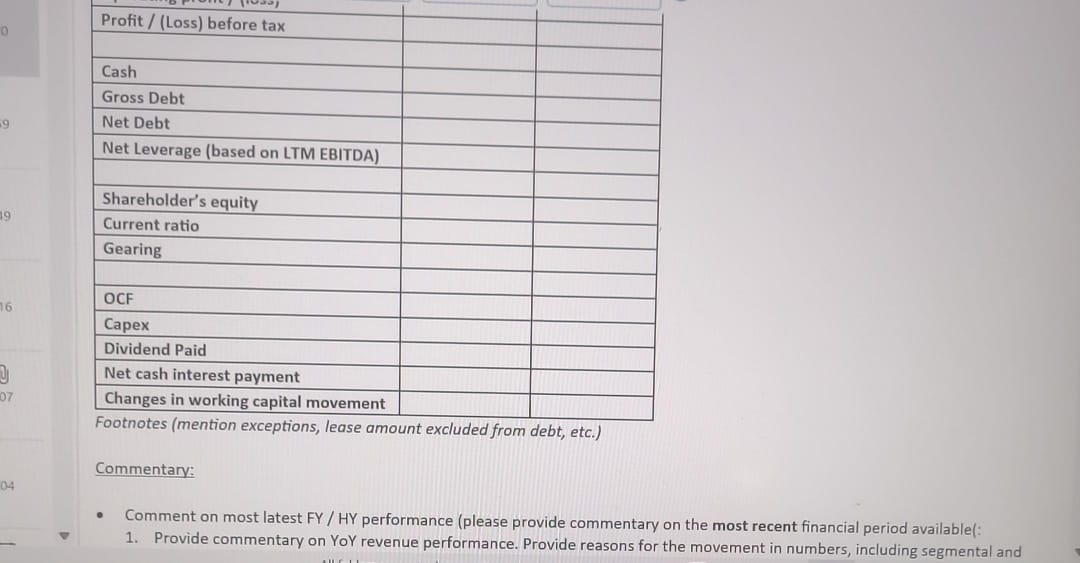 Profit / (Loss) before tax
Cash
Gross Debt
Net Debt
Net Leverage (based on LTM EBITDA)
Shareholder's equity
Current ratio
Gearing
OCF
Capex
Dividend Paid
Net cash interest payment
Changes in working capital movement
Footnotes (mention exceptions, lease amount excluded from debt, etc.)
Commentary:
• Comment on most latest FY / HY performance (please provide commentary on the most recent financial period available(:
1. Provide commentary on YoY revenue performance. Provide reasons for the movement in numbers, including segmental and